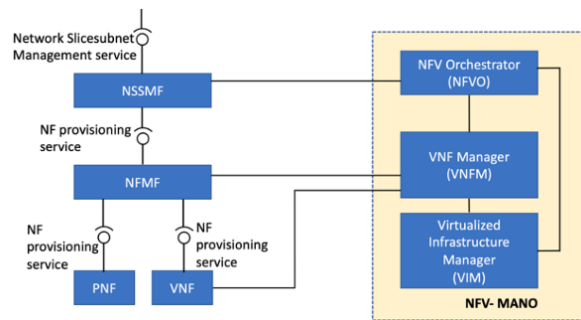 Network Slicesubnet
Management service
NSSMF
NF provisioning
service
NFMF
NF
provisioning
service
NF
provisioning
service
PNF
VNF
NFV Orchestrator
(NFVO)
VNF Manager
(VNFM)
Virtualized
Infrastructure
Manager
(VIM)
NFV- MANO